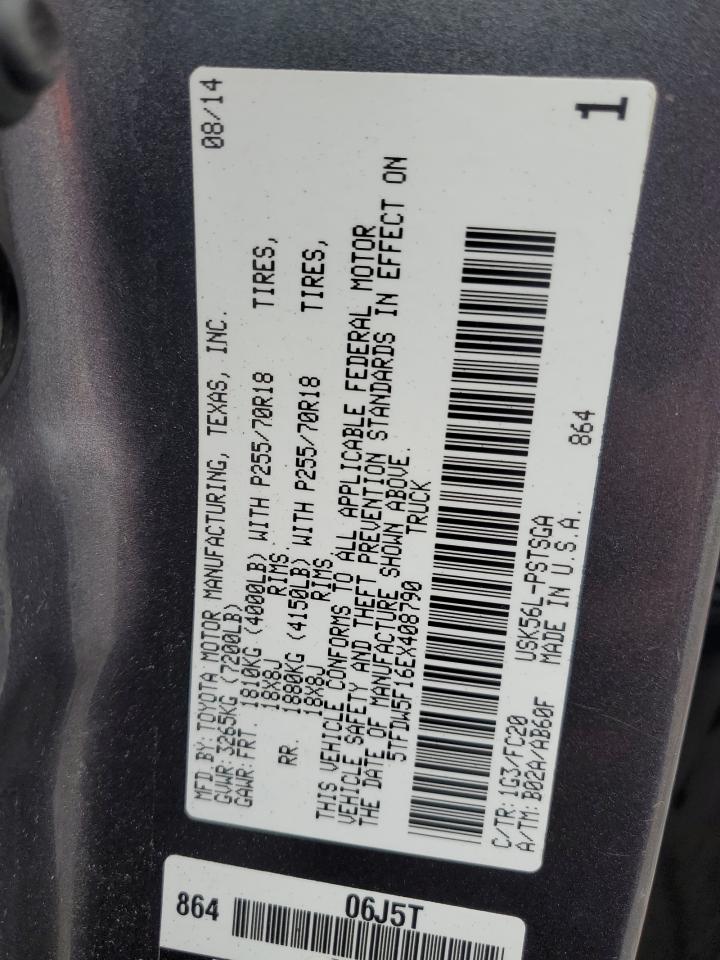 MFD.BY: TOYOTA MOTOR MANUFACTURING, TEXAS, INC. 08/14
GVWR: 3265KG (7200LB)
GAWR: FRT. 1810KG (4000LB) WITH P255/70R18 TIRES,
18X8J RIMS.
RR. 1880KG (4150LB) WITH P255/70R18 TIRES,
18X8J RIMS.
THIS VEHICLE CONFORMS TO ALL APPLICABLE FEDERAL MOTOR
VEHICLE SAFETY AND THEFT PREVENTION STANDARDS IN EFFECT ON
THE DATE OF MANUFACTURE SHOWN ABOVE.
5TFDW5F16EX408790 TRUCK
C/TR: 1G3/FC20 USK56L-PSTSGA 864
A/TM: B02A/AB60F MADE IN U.S.A.
1
864 06J5T